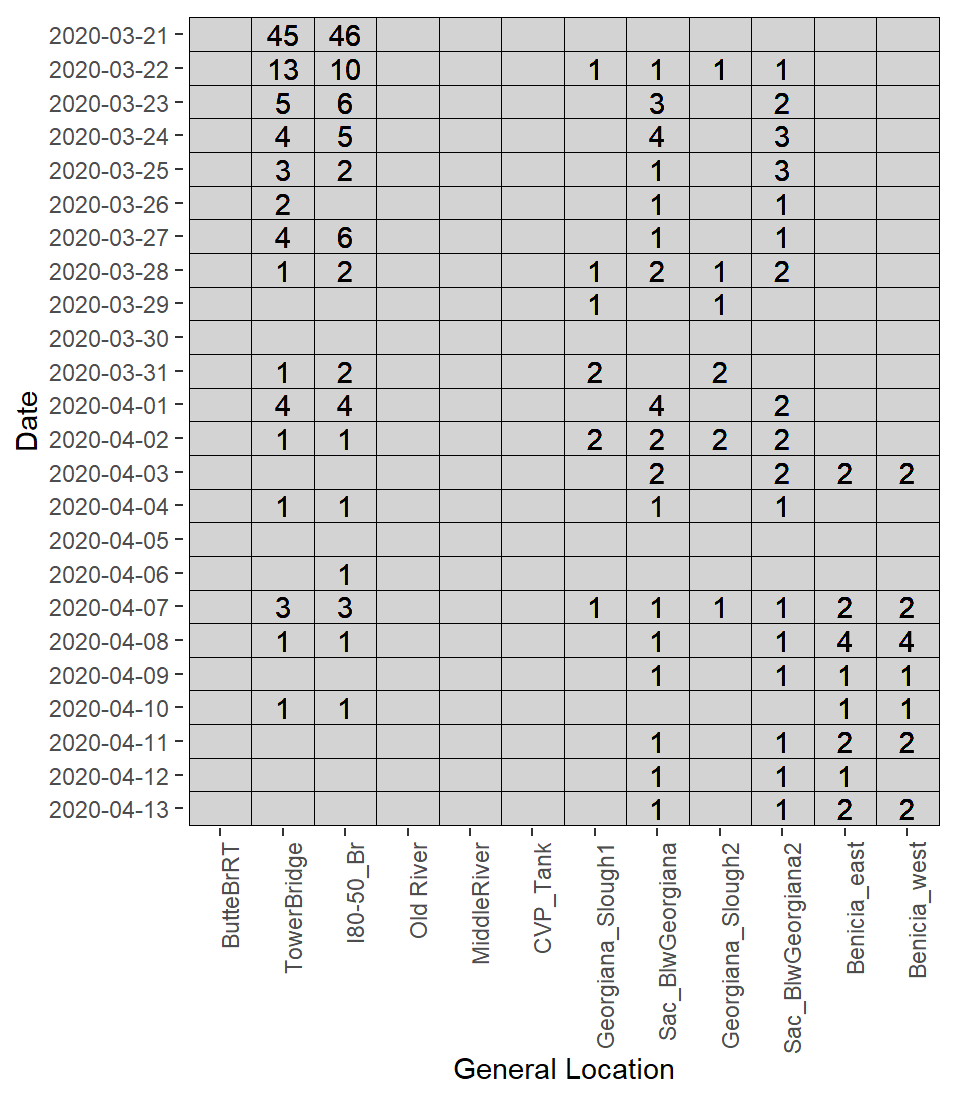 2020-03-21 45 46
2020-03-22 13 10 1 1 1 1
2020-03-23 5 6 3 2
2020-03-24 4 5 4 3
2020-03-25 3 2 1 3
2020-03-26 2 1 1
2020-03-27 4 6 1 1
2020-03-28 1 2 1 2 1 2
2020-03-29 1 1
2020-03-30
2020-03-31 1 2 2 2
2020-04-01 4 4 4 2
2020-04-02 1 1 2 2 2 2
2020-04-03 2 2 2 2
2020-04-04 1 1 1 1
2020-04-05
2020-04-06 1
2020-04-07 3 3 1 1 1 1 2 2
2020-04-08 1 1 1 1 4 4
2020-04-09 1 1 1 1
2020-04-10 1 1 1 1
2020-04-11 1 1 2 2
2020-04-12 1 1 1
2020-04-13 1 1 2 2
Date
ButteBrRT
TowerBridge
I80-50_Br
Old River
MiddleRiver
CVP_Tank
Georgiana_Slough1
Sac_BlwGeorgiana
Georgiana_Slough2
Sac_BlwGeorgiana2
Benicia_east
Benicia_west
General Location